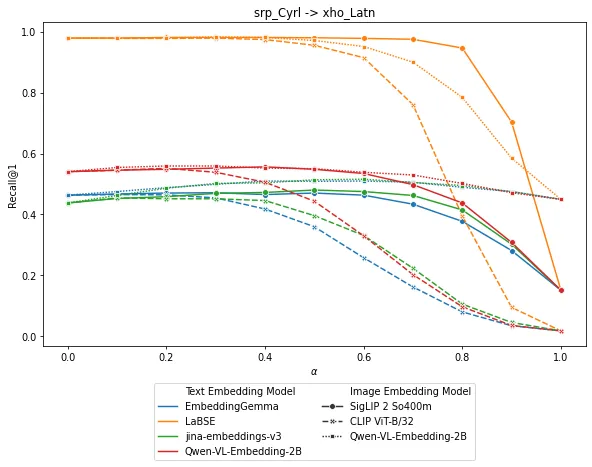 srp_Cyrl -> xho_Latn
Recall@1
1.0
0.8
0.6
0.4
0.2
0.0
0.0 0.2 0.4 0.6 0.8 1.0
α
Text Embedding Model Image Embedding Model
EmbeddingGemma SigLIP 2 So400m
LaBSE CLIP ViT-B/32
jina-embeddings-v3 Qwen-VL-Embedding-2B
Qwen-VL-Embedding-2B